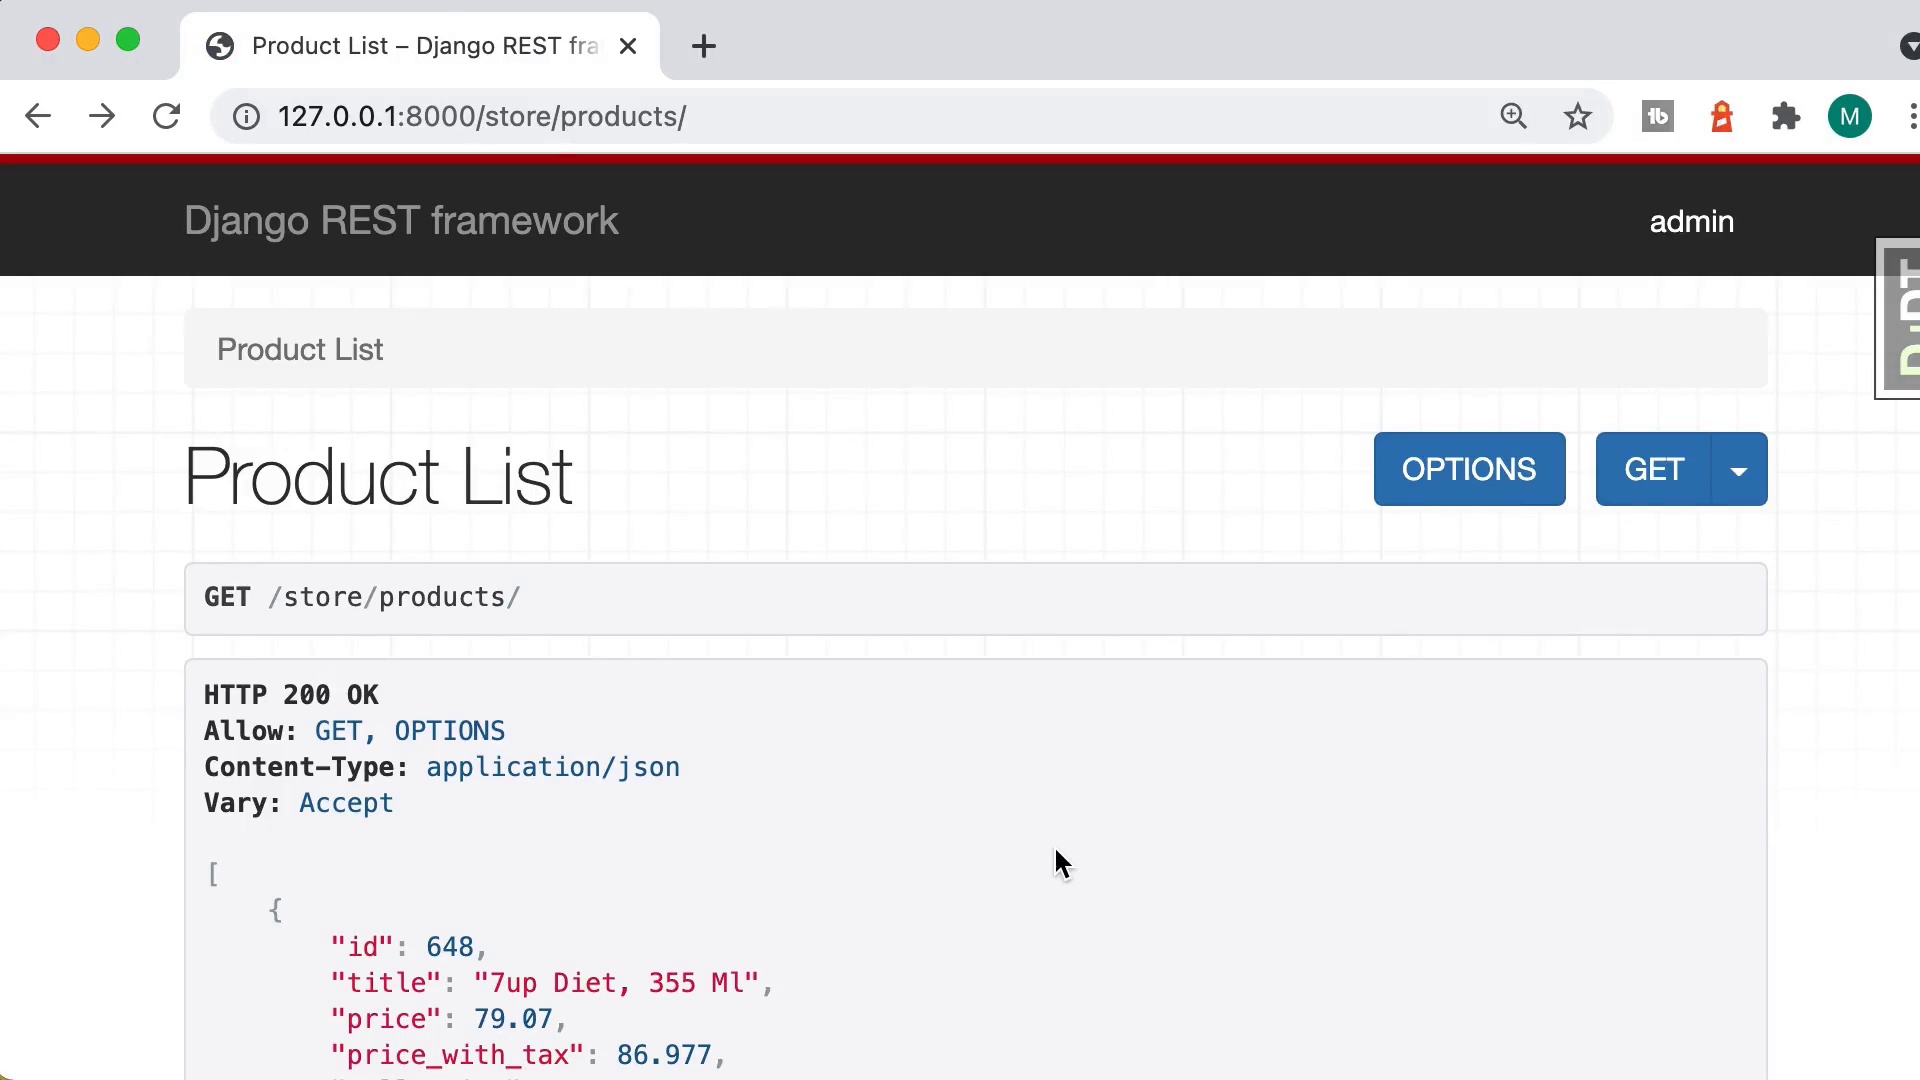 Product List – Django REST fra
127.0.0.1:8000/store/products/
M
Django REST framework
admin
Product List
Product List
OPTIONS
GET
GET /store/products/
HTTP 200 OK
Allow: GET, OPTIONS
Content-Type: application/json
Vary: Accept
[
{
"id": 648,
"title": "7up Diet, 355 Ml",
"price": 79.07,
"price_with_tax": 86.977,